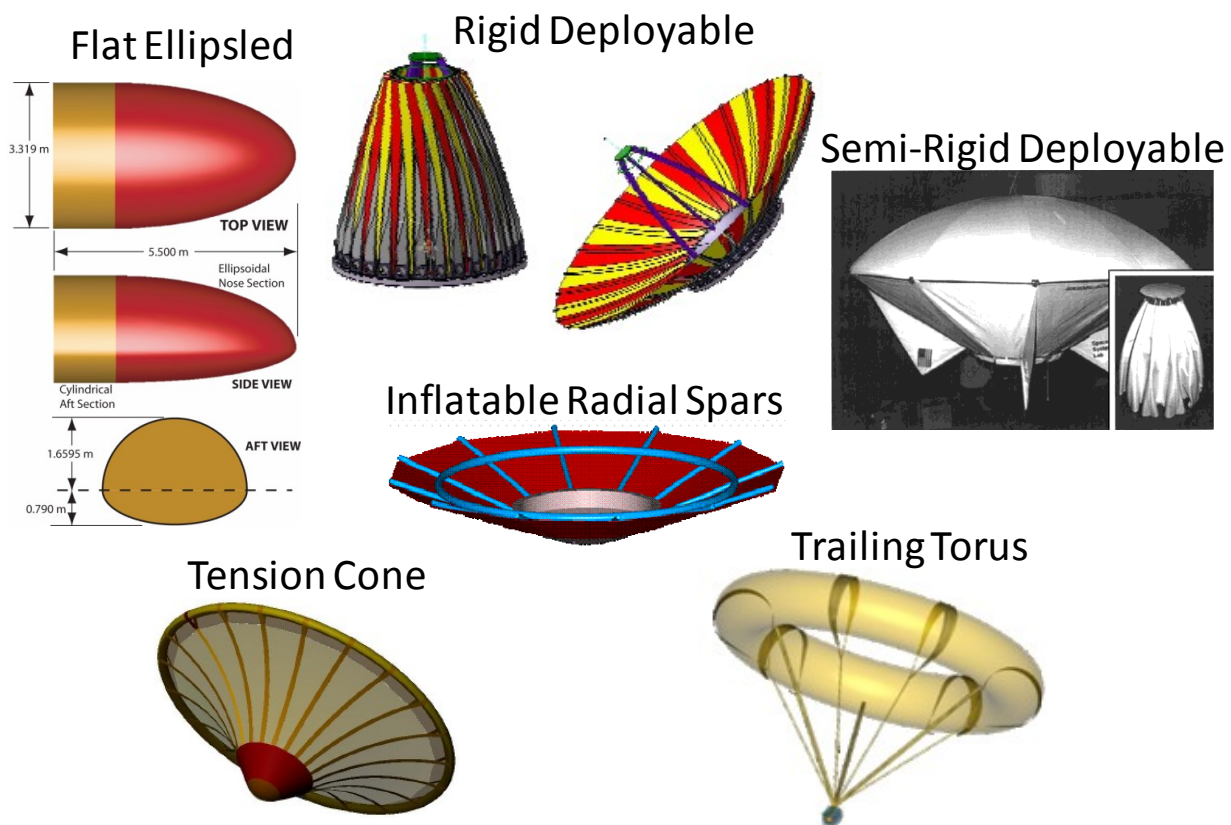 Flat Ellipsled
3.319 m
TOP VIEW
5.500 m
Ellipsoidal
Nose Section
SIDE VIEW
Cylindrical
Aft Section
AFT VIEW
1.6595 m
0.790 m
Rigid Deployable
Semi-Rigid Deployable
Space
Inflatable Radial Spars
Tension Cone
Trailing Torus